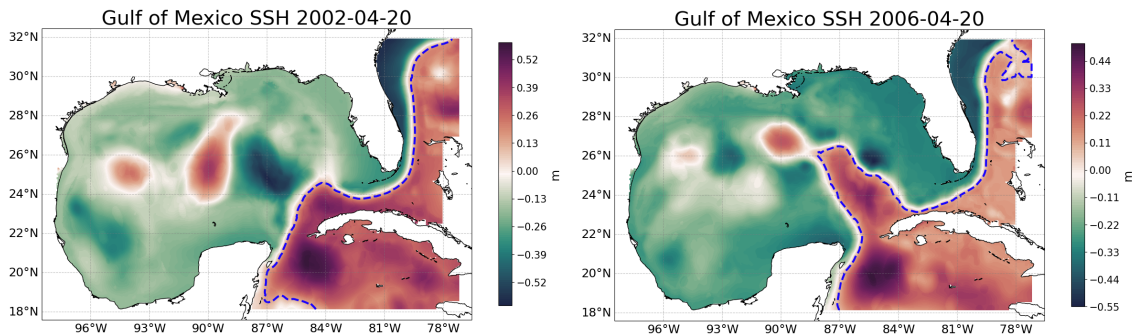 Gulf of Mexico SSH 2002-04-20
32°N
30°N
28°N
26°N
24°N
22°N
20°N
18°N
96°W 93°W 90°W 87°W 84°W 81°W 78°W
0.52
0.39
0.26
0.13
0.00
−0.13
−0.26
−0.39
−0.52
m
Gulf of Mexico SSH 2006-04-20
32°N
30°N
28°N
26°N
24°N
22°N
20°N
18°N
96°W 93°W 90°W 87°W 84°W 81°W 78°W
0.44
0.33
0.22
0.11
0.00
−0.11
−0.22
−0.33
−0.44
−0.55
m